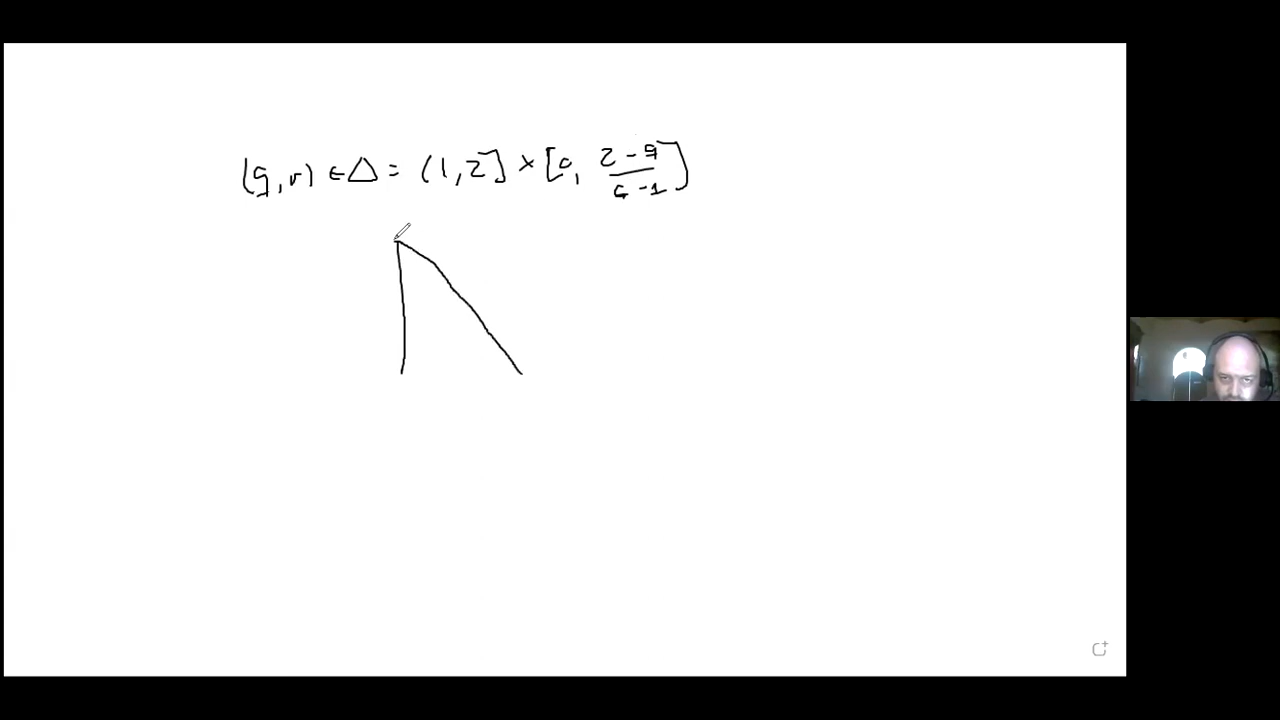 (q, r) ∈ Δ = (1, 2] × [0, 2 - q / q - 1)